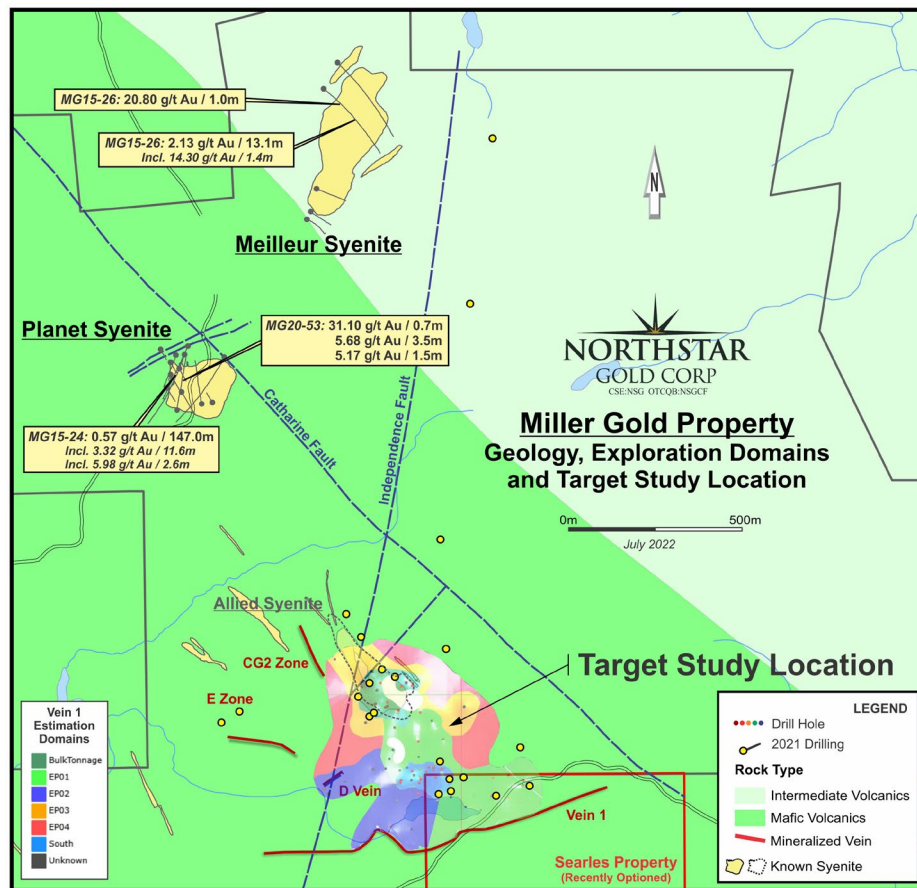 MG15-26: 20.80 g/t Au / 1.0m
MG15-26: 2.13 g/t Au / 13.1m
Incl. 14.30 g/t Au / 1.4m
N
Meilleur Syenite
Planet Syenite
MG20-53: 31.10 g/t Au / 0.7m
5.68 g/t Au / 3.5m
5.17 g/t Au / 1.5m
NORTHSTAR
GOLD CORP
CSE:NSG OTCQB:NSGCF
Miller Gold Property
Geology, Exploration Domains
and Target Study Location
0m 500m
July 2022
MG15-24: 0.57 g/t Au / 147.0m
Incl. 3.32 g/t Au / 11.6m
Incl. 5.98 g/t Au / 2.6m
Catharine Fault
Independence Fault
Allied Syenite
CG2 Zone
E Zone
Target Study Location
D Vein
Vein 1
Searles Property
(Recently Optioned)
Vein 1
Estimation
Domains
BulkTonnage
EP01
EP02
EP03
EP04
South
Unknown
LEGEND
Drill Hole
2021 Drilling
Rock Type
Intermediate Volcanics
Mafic Volcanics
Mineralized Vein
Known Syenite